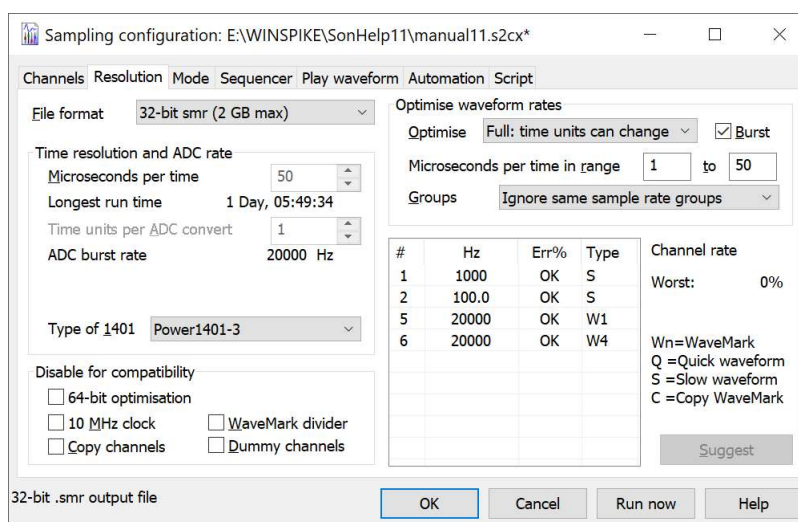 Sampling configuration: E:\WINSPIKE\SonHelp11\manual11.s2cx*
Channels Resolution Mode Sequencer Play waveform Automation Script
File format 32-bit smr (2 GB max)
Time resolution and ADC rate
Microseconds per time 50
Longest run time 1 Day, 05:49:34
Time units per ADC convert 1
ADC burst rate 20000 Hz
Type of 1401 Power1401-3
Disable for compatibility
64-bit optimisation
10 MHz clock WaveMark divider
Copy channels Dummy channels
Optimise waveform rates
Optimise Full: time units can change Burst
Microseconds per time in range 1 to 50
Groups Ignore same sample rate groups
# Hz Err% Type
1 1000 OK S
2 100.0 OK S
5 20000 OK W1
6 20000 OK W4
Channel rate
Worst: 0%
Wn=WaveMark
Q =Quick waveform
S =Slow waveform
C =Copy WaveMark
Suggest
32-bit .smr output file
OK Cancel Run now Help